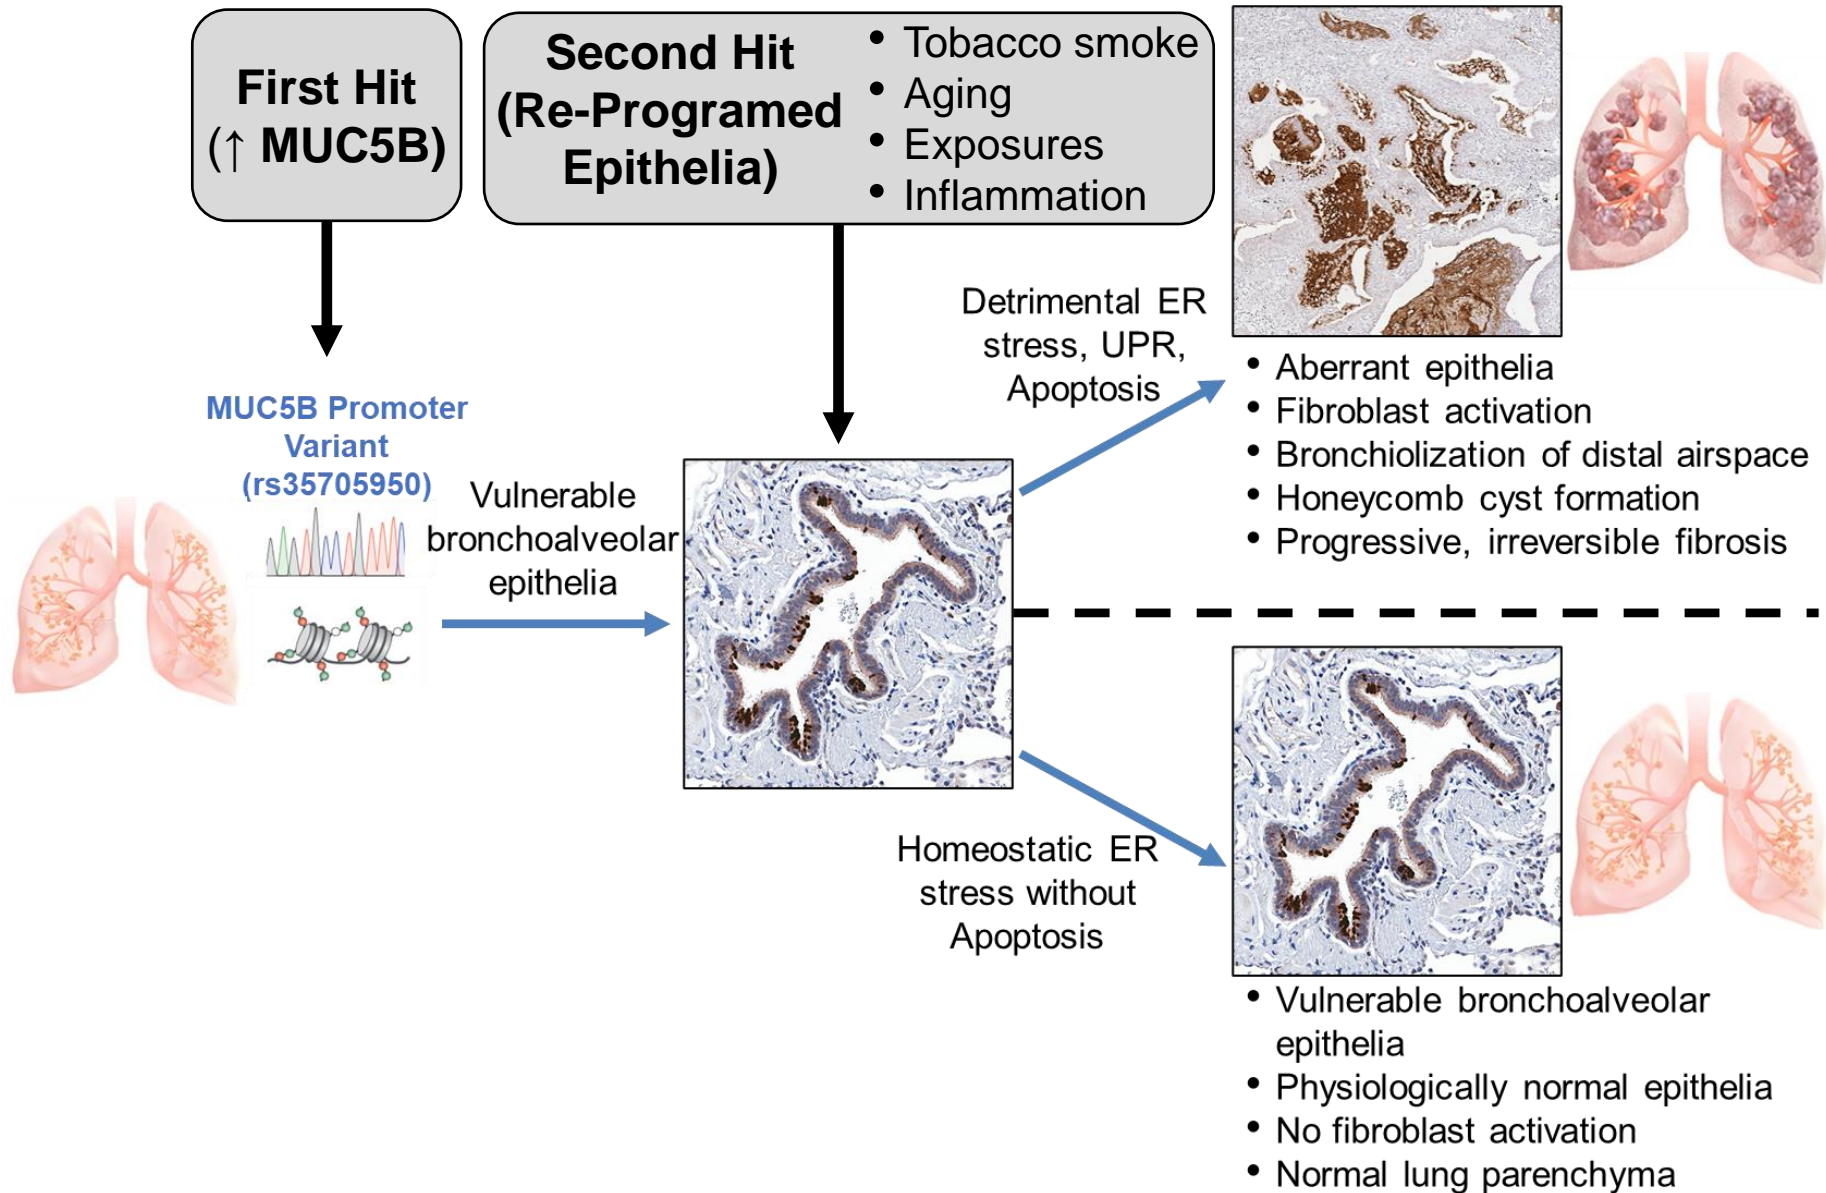 First Hit
(↑ MUC5B)
Second Hit
(Re-Programed
Epithelia)
• Tobacco smoke
• Aging
• Exposures
• Inflammation
MUC5B Promoter
Variant
(rs35705950)
Vulnerable
bronchoalveolar
epithelia
Detrimental ER
stress, UPR,
Apoptosis
• Aberrant epithelia
• Fibroblast activation
• Bronchiolization of distal airspace
• Honeycomb cyst formation
• Progressive, irreversible fibrosis
Homeostatic ER
stress without
Apoptosis
• Vulnerable bronchoalveolar
epithelia
• Physiologically normal epithelia
• No fibroblast activation
• Normal lung parenchyma